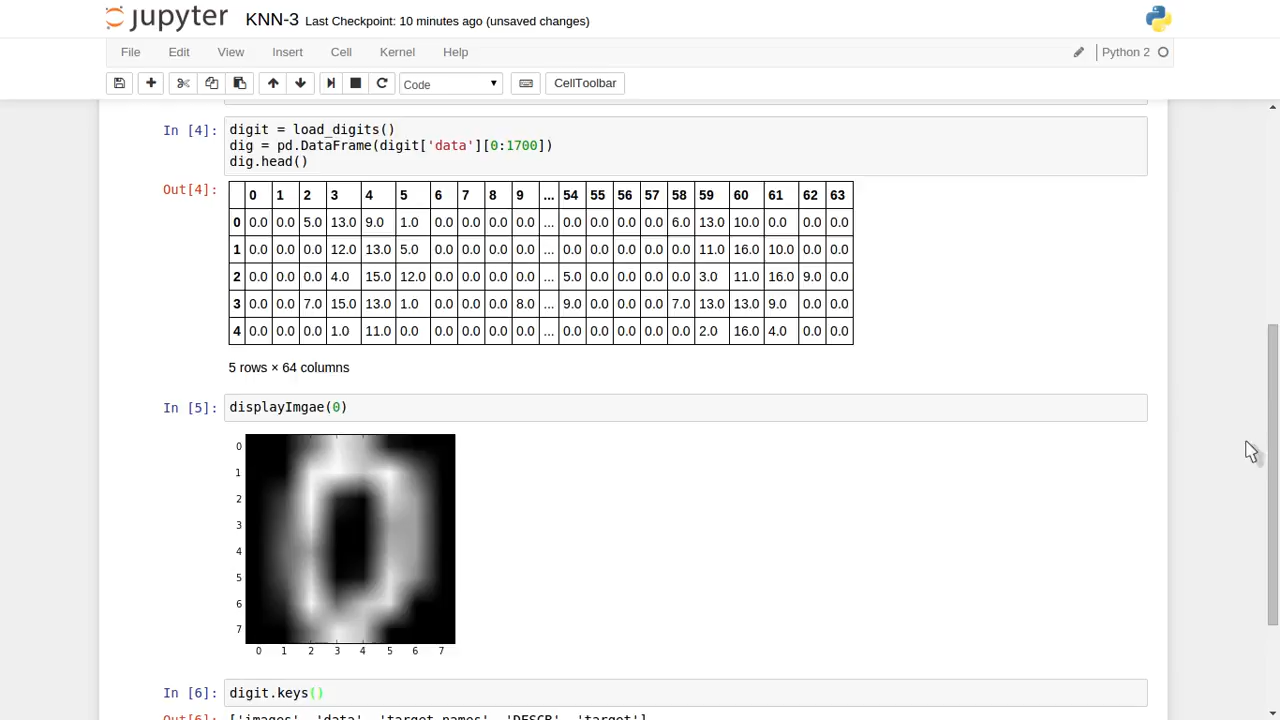 jupyter KNN-3 Last Checkpoint: 10 minutes ago (unsaved changes)
File Edit View Insert Cell Kernel Help Python 2
Code CellToolbar
In [4]: digit = load_digits()
dig = pd.DataFrame(digit['data'][0:1700])
dig.head()
Out[4]:
0 1 2 3 4 5 6 7 8 9 ... 54 55 56 57 58 59 60 61 62 63
0 0.0 0.0 5.0 13.0 9.0 1.0 0.0 0.0 0.0 0.0 ... 0.0 0.0 0.0 0.0 6.0 13.0 10.0 0.0 0.0 0.0
1 0.0 0.0 0.0 12.0 13.0 5.0 0.0 0.0 0.0 0.0 ... 0.0 0.0 0.0 0.0 0.0 11.0 16.0 10.0 0.0 0.0
2 0.0 0.0 0.0 4.0 15.0 12.0 0.0 0.0 0.0 0.0 ... 5.0 0.0 0.0 0.0 0.0 3.0 11.0 16.0 9.0 0.0
3 0.0 0.0 7.0 15.0 13.0 1.0 0.0 0.0 0.0 8.0 ... 9.0 0.0 0.0 0.0 7.0 13.0 13.0 9.0 0.0 0.0
4 0.0 0.0 0.0 1.0 11.0 0.0 0.0 0.0 0.0 0.0 ... 0.0 0.0 0.0 0.0 0.0 2.0 16.0 4.0 0.0 0.0
5 rows × 64 columns
In [5]: displayImgae(0)
0
1
2
3
4
5
6
7
0 1 2 3 4 5 6 7
In [6]: digit.keys()
Out[6]: ['images', 'data', 'target_names', 'DESCR', 'target']